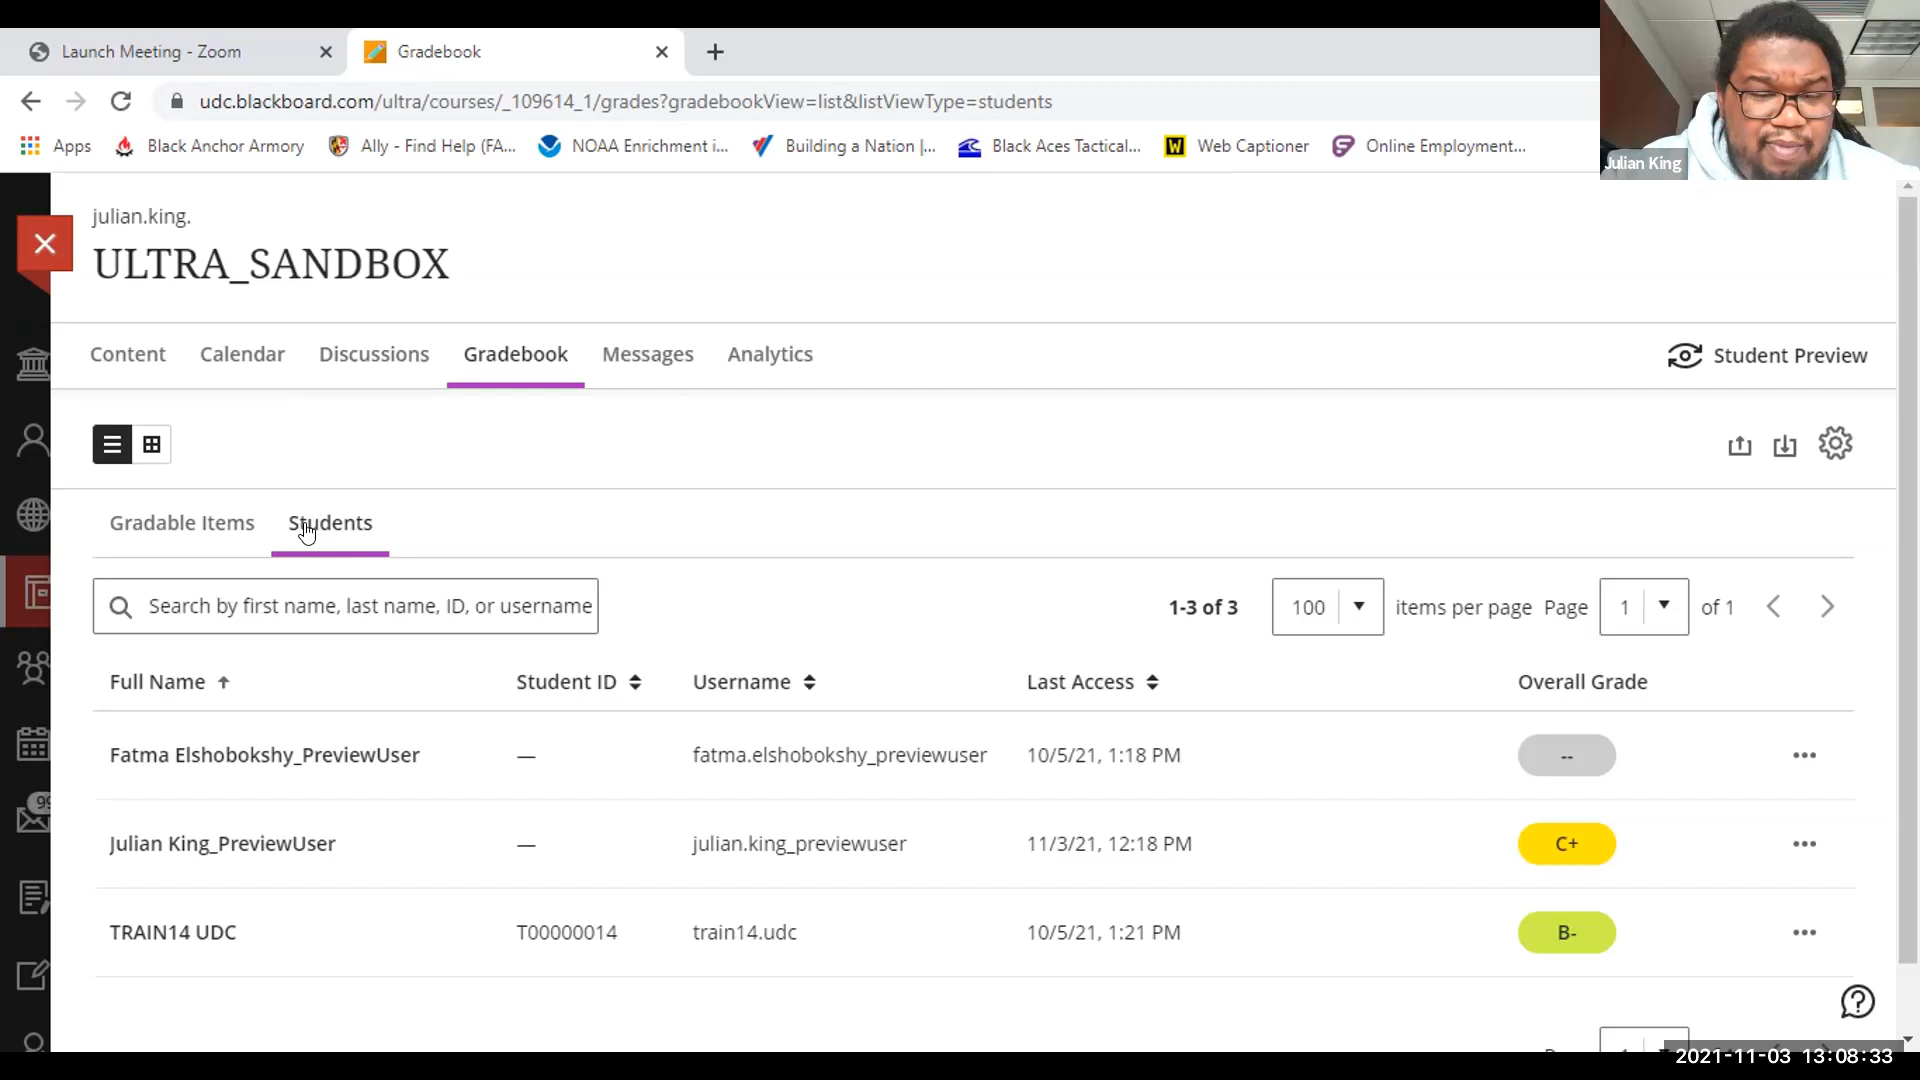 Launch Meeting - Zoom
Gradebook
udc.blackboard.com/ultra/courses/_109614_1/grades?gradebookView=list&listViewType=students
Apps Black Anchor Armory Ally - Find Help (FA... NOAA Enrichment i... Building a Nation |... Black Aces Tactical... W Web Captioner Online Employment...
Julian King
julian.king.
ULTRA_SANDBOX
Content Calendar Discussions Gradebook Messages Analytics Student Preview
Gradable Items Students
Search by first name, last name, ID, or username 1-3 of 3 100 items per page Page 1 of 1
Full Name Student ID Username Last Access Overall Grade
Fatma Elshobokshy_PreviewUser — fatma.elshobokshy_previewuser 10/5/21, 1:18 PM --
Julian King_PreviewUser — julian.king_previewuser 11/3/21, 12:18 PM C+
TRAIN14 UDC T00000014 train14.udc 10/5/21, 1:21 PM B-
2021-11-03 13:08:33